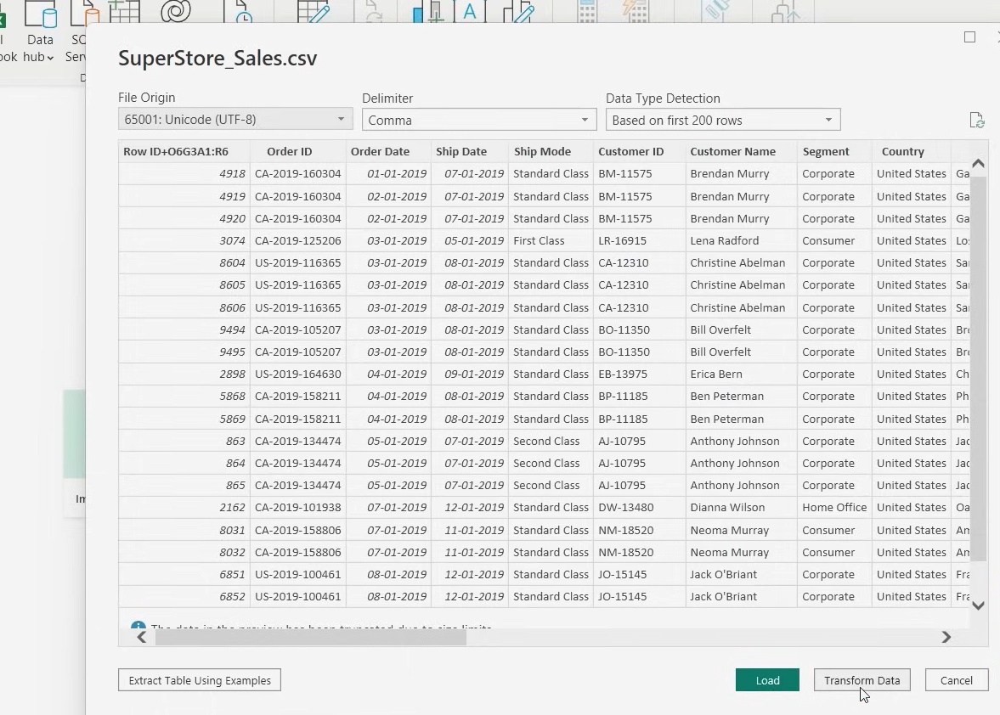 Data
hub
SuperStore_Sales.csv
File Origin
Delimiter
Data Type Detection
65001: Unicode (UTF-8)
Comma
Based on first 200 rows
Row ID+O6G3A1:R6 Order ID Order Date Ship Date Ship Mode Customer ID Customer Name Segment Country
4918 CA-2019-160304 01-01-2019 07-01-2019 Standard Class BM-11575 Brendan Murry Corporate United States Ga
4919 CA-2019-160304 02-01-2019 07-01-2019 Standard Class BM-11575 Brendan Murry Corporate United States Ga
4920 CA-2019-160304 02-01-2019 07-01-2019 Standard Class BM-11575 Brendan Murry Corporate United States Ga
3074 CA-2019-125206 03-01-2019 05-01-2019 First Class LR-16915 Lena Radford Consumer United States Lo
8604 US-2019-116365 03-01-2019 08-01-2019 Standard Class CA-12310 Christine Abelman Corporate United States Sa
8605 US-2019-116365 03-01-2019 08-01-2019 Standard Class CA-12310 Christine Abelman Corporate United States Sa
8606 US-2019-116365 03-01-2019 08-01-2019 Standard Class CA-12310 Christine Abelman Corporate United States Sa
9494 CA-2019-105207 03-01-2019 08-01-2019 Standard Class BO-11350 Bill Overfelt Corporate United States Br
9495 CA-2019-105207 03-01-2019 08-01-2019 Standard Class BO-11350 Bill Overfelt Corporate United States Br
2898 US-2019-164630 04-01-2019 09-01-2019 Standard Class EB-13975 Erica Bern Corporate United States Ch
5868 CA-2019-158211 04-01-2019 08-01-2019 Standard Class BP-11185 Ben Peterman Corporate United States Ph
5869 CA-2019-158211 04-01-2019 08-01-2019 Standard Class BP-11185 Ben Peterman Corporate United States Ph
863 CA-2019-134474 05-01-2019 07-01-2019 Second Class AJ-10795 Anthony Johnson Corporate United States Jac
864 CA-2019-134474 05-01-2019 07-01-2019 Second Class AJ-10795 Anthony Johnson Corporate United States Jac
865 CA-2019-134474 05-01-2019 07-01-2019 Second Class AJ-10795 Anthony Johnson Corporate United States Jac
2162 CA-2019-101938 07-01-2019 12-01-2019 Standard Class DW-13480 Dianna Wilson Home Office United States Oa
8031 CA-2019-158806 07-01-2019 11-01-2019 Standard Class NM-18520 Neoma Murray Consumer United States Am
8032 CA-2019-158806 07-01-2019 11-01-2019 Standard Class NM-18520 Neoma Murray Consumer United States Am
6851 US-2019-100461 08-01-2019 12-01-2019 Standard Class JO-15145 Jack O'Briant Corporate United States Fra
6852 US-2019-100461 08-01-2019 12-01-2019 Standard Class JO-15145 Jack O'Briant Corporate United States Fra
The data in the preview has been truncated due to size limits
Extract Table Using Examples
Load
Transform Data
Cancel